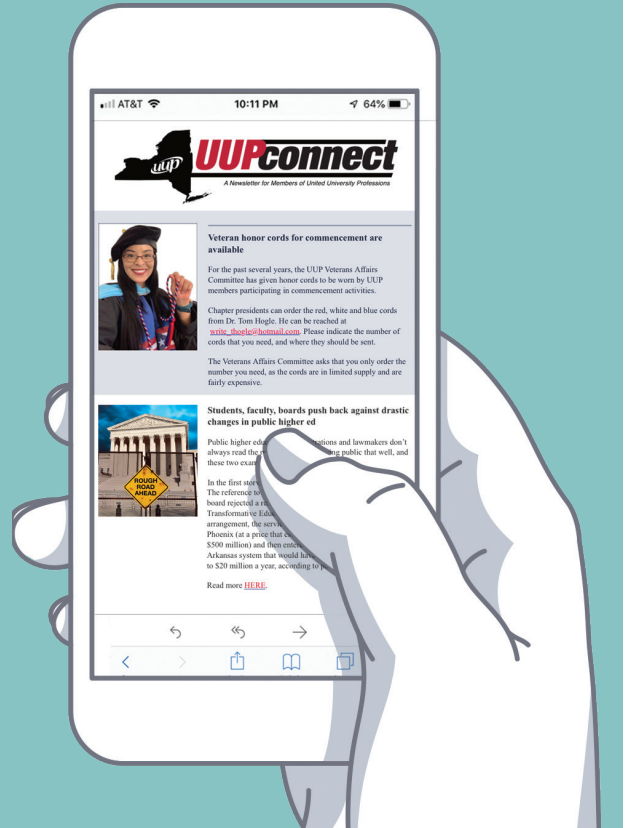 AT&T
10:11 PM
64%
uup
UUPconnect
A Newsletter for Members of United University Professions
Veteran honor cords for commencement are
available
For the past several years, the UUP Veterans Affairs
Committee has given honor cords to be worn by UUP
members participating in commencement activities.
Chapter presidents can order the red, white and blue cords
from Dr. Tom Hogle. He can be reached at
write_thogle@hotmail.com. Please indicate the number of
cords that you need, and where they should be sent.
The Veterans Affairs Committee asks that you only order the
number you need, as the cords are in limited supply and are
fairly expensive.
ROUGH
ROAD
AHEAD
Students, faculty, boards push back against drastic
changes in public higher ed
Public higher and lawmakers don't
always read the public that well, and
these two
In the first
The reference to
board rejected a
Transformative
arrangement, the
Phoenix (at a price that
$500 million) and then
Arkansas system that would
to $20 million a year, according to
Read more HERE.